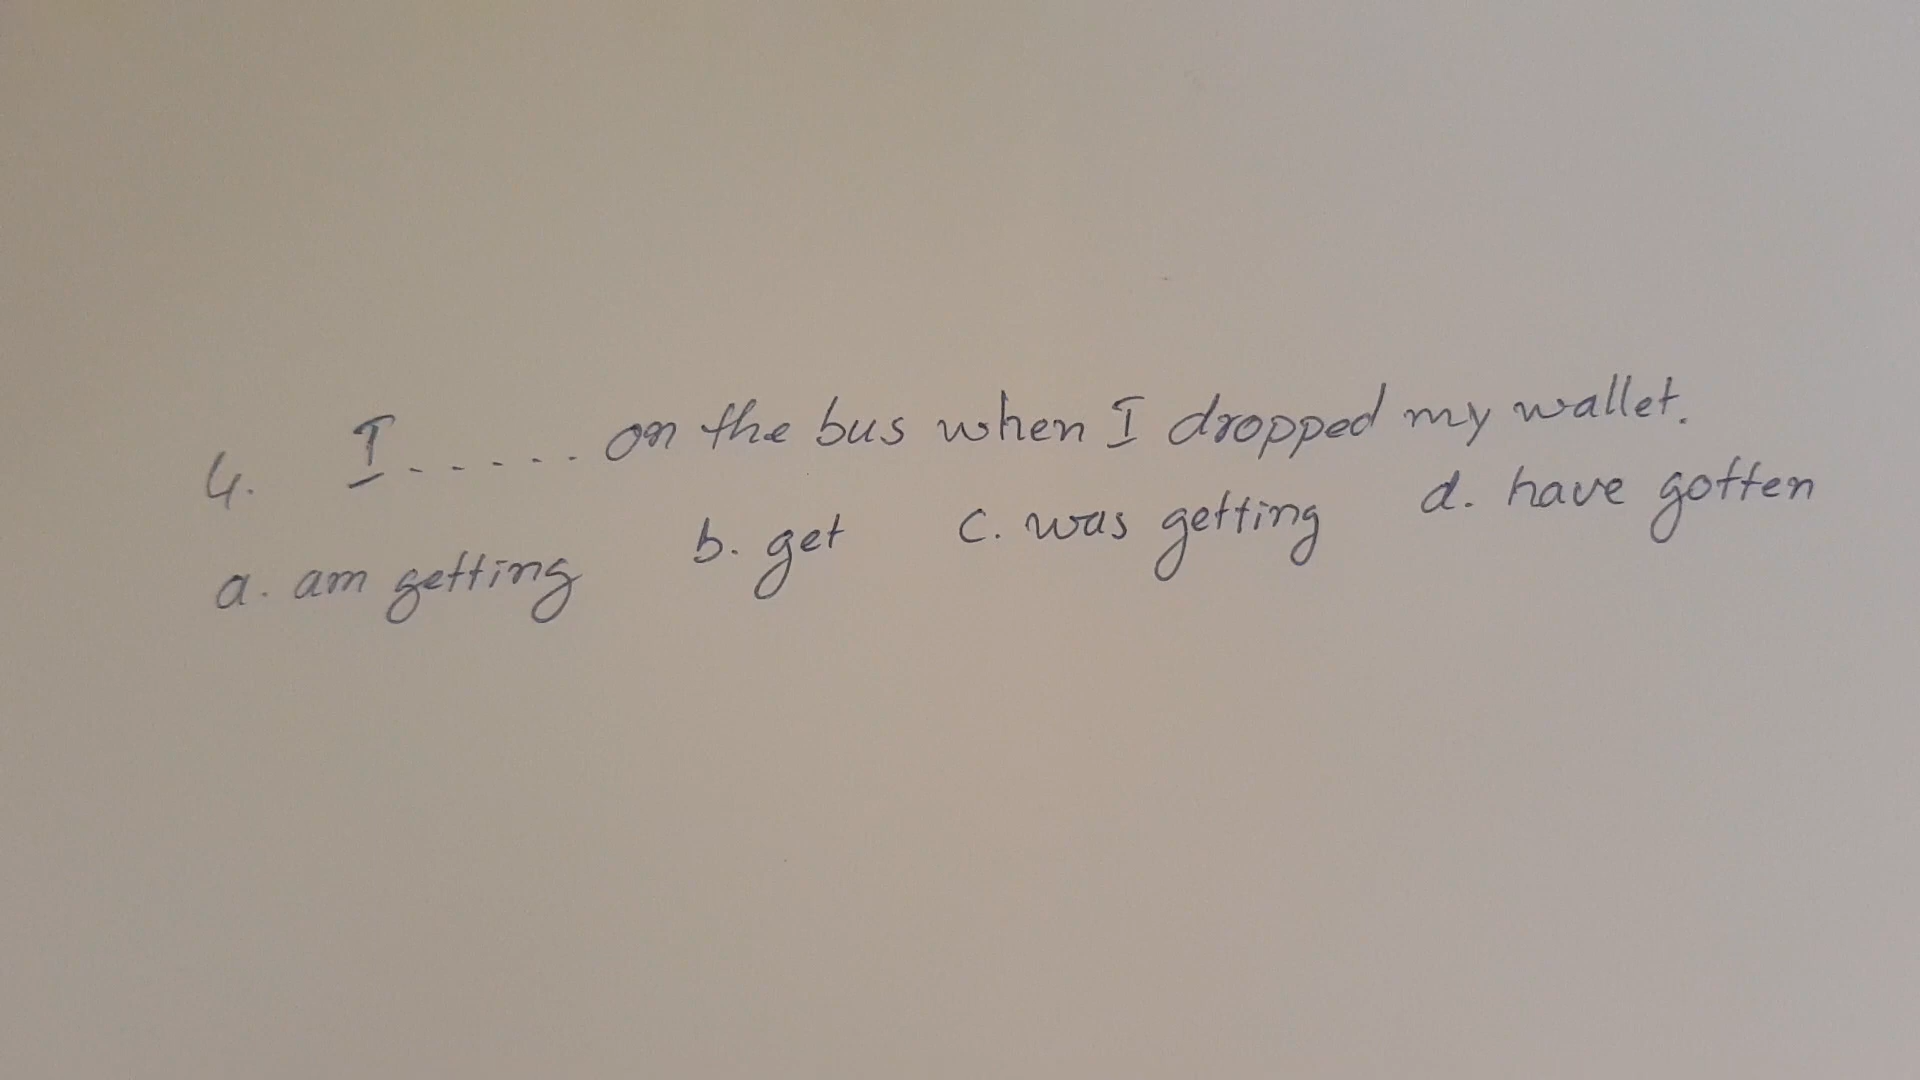 4. I...... on the bus when I dropped my wallet.
a. am getting b. get c. was getting d. have gotten